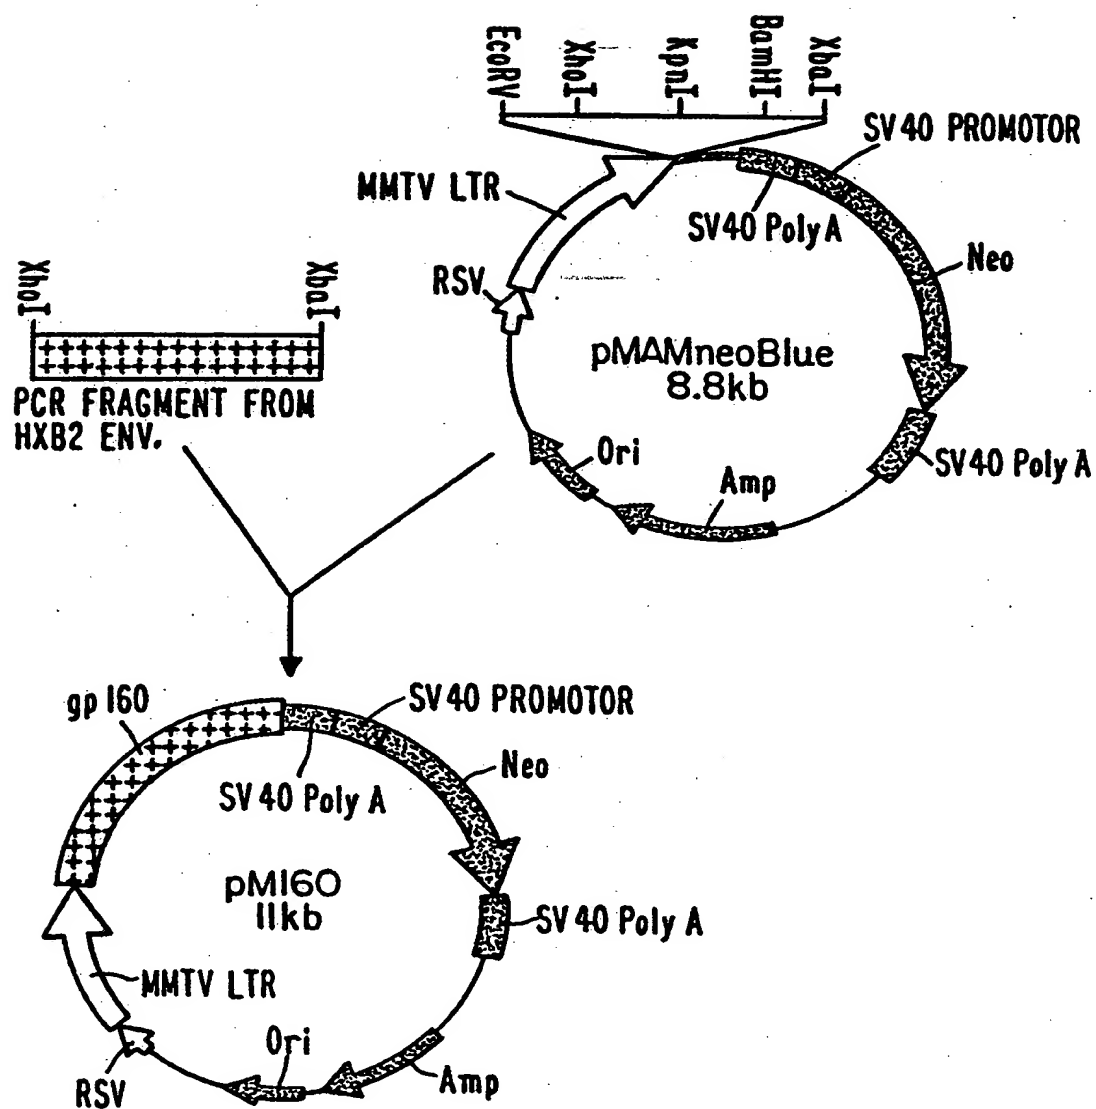 EcoRV
XhoI
KpnI
BamHI
XbaI
SV40 PROMOTOR
MMTV LTR
SV40 Poly A
Neo
RSV
pMAMneoBlue
8.8kb
XhoI
XbaI
PCR FRAGMENT FROM
HXB2 ENV.
Ori
SV40 Poly A
Amp
gp 160
SV40 PROMOTOR
Neo
SV40 Poly A
pM160
11kb
SV40 Poly A
MMTV LTR
Ori
RSV
Amp